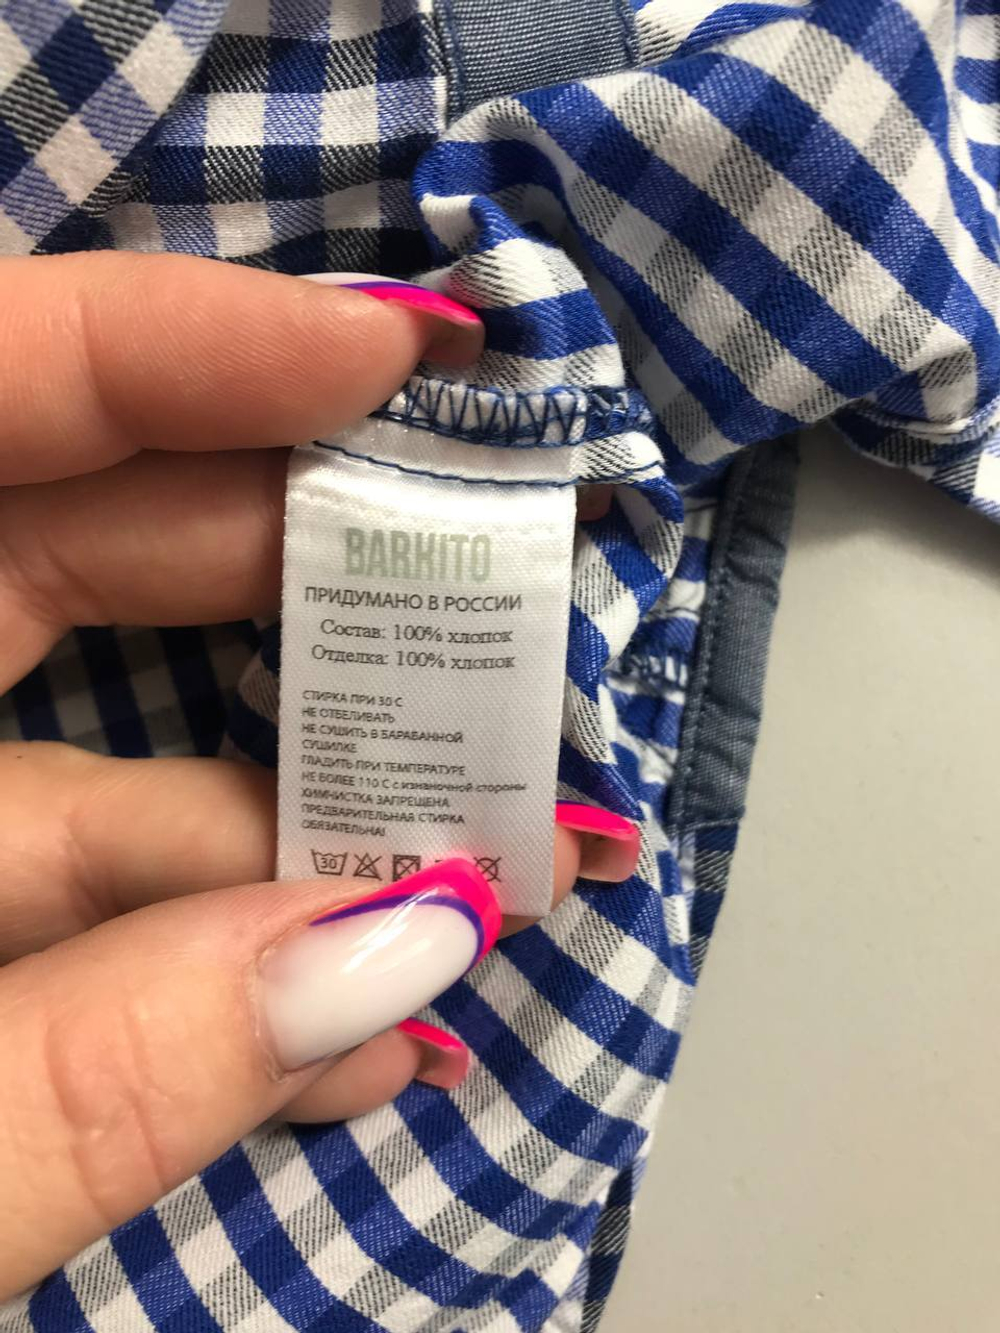 BARKITO
ПРИДУМАНО В РОССИИ
Состав: 100% хлопок
Отделка: 100% хлопок
СТИРКА ПРИ 30 С
НЕ ОТБЕЛИВАТЬ
НЕ СУШИТЬ В БАРАБАННОЙ
СУШИЛКЕ
ГЛАДИТЬ ПРИ ТЕМПЕРАТУРЕ
НЕ БОЛЕЕ 110 С с изнаночной стороны
ХИМЧИСТКА ЗАПРЕЩЕНА
ПРЕДВАРИТЕЛЬНАЯ СТИРКА
ОБЯЗАТЕЛЬНА!
30